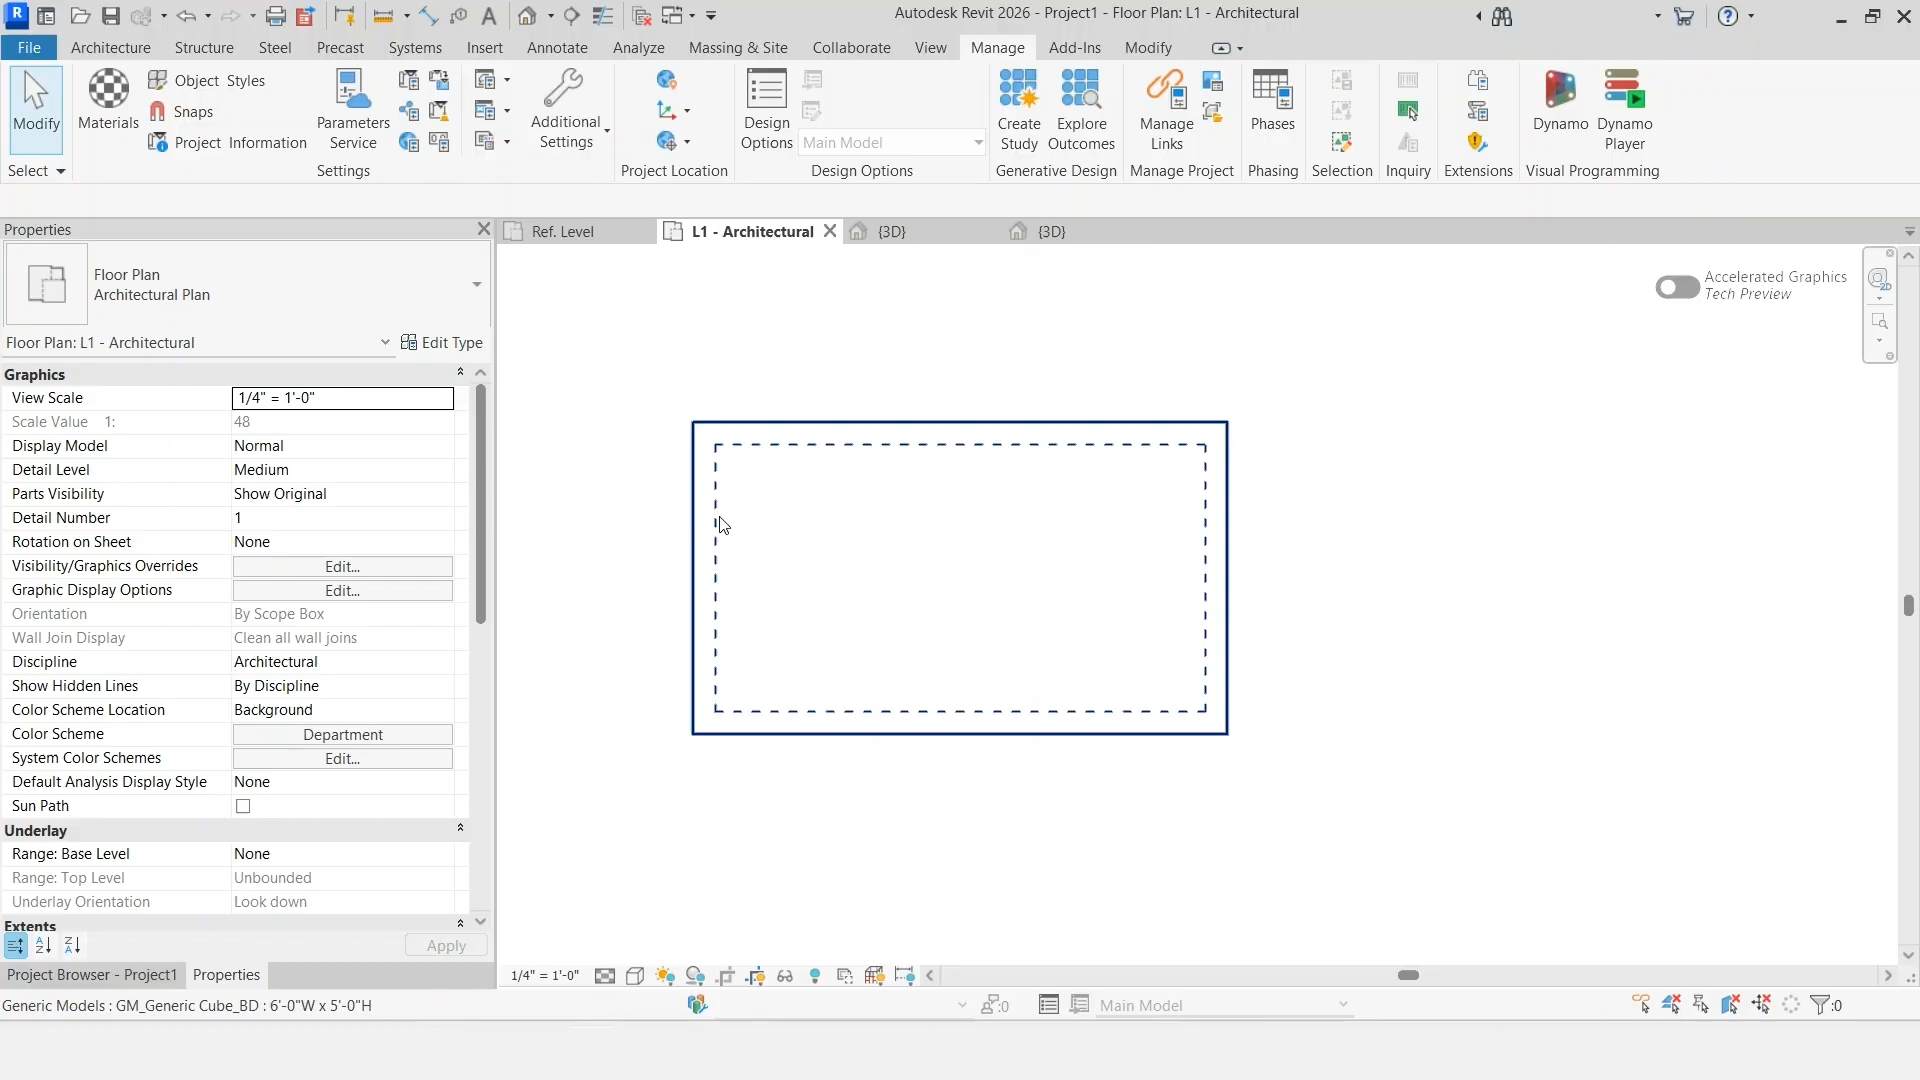 Autodesk Revit 2026 - Project1 - Floor Plan: L1 - Architectural
File Architecture Structure Steel Precast Systems Insert Annotate Analyze Massing & Site Collaborate View Manage Add-Ins Modify
Modify
Materials
Object Styles
Snaps
Project Information
Parameters
Service
Additional
Settings
Design
Options
Main Model
Create
Study
Explore
Outcomes
Manage
Links
Phases
Dynamo
Dynamo
Player
Select Settings Project Location Design Options Generative Design Manage Project Phasing Selection Inquiry Extensions Visual Programming
Properties
Ref. Level L1 - Architectural {3D} {3D}
Floor Plan
Architectural Plan
Floor Plan: L1 - Architectural Edit Type
Graphics
View Scale 1/4" = 1'-0"
Scale Value 1: 48
Display Model Normal
Detail Level Medium
Parts Visibility Show Original
Detail Number 1
Rotation on Sheet None
Visibility/Graphics Overrides Edit...
Graphic Display Options Edit...
Orientation By Scope Box
Wall Join Display Clean all wall joins
Discipline Architectural
Show Hidden Lines By Discipline
Color Scheme Location Background
Color Scheme Department
System Color Schemes Edit...
Default Analysis Display Style None
Sun Path
Underlay
Range: Base Level None
Range: Top Level Unbounded
Underlay Orientation Look down
Extents
Apply
Project Browser - Project1 Properties
Accelerated Graphics
Tech Preview
2D
1/4" = 1'-0"
Generic Models : GM_Generic Cube_BD : 6'-0"W x 5'-0"H
:0
Main Model
:0